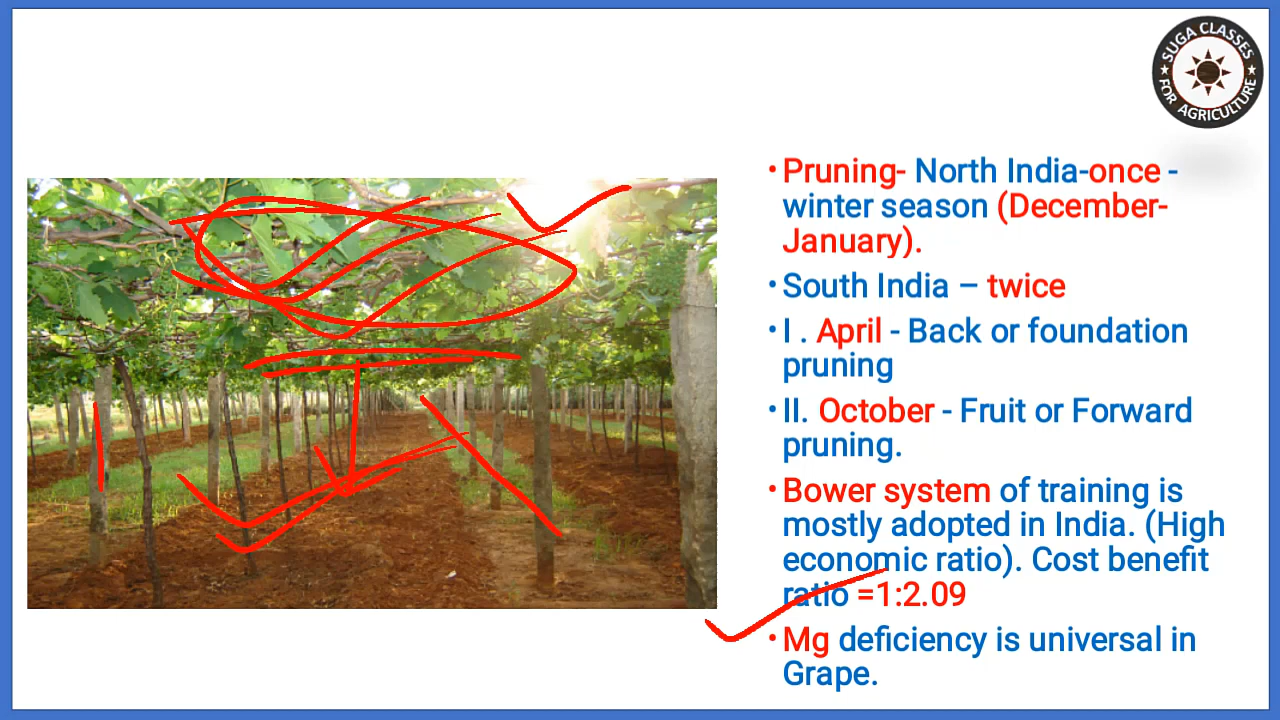 SUGA CLASSES
FOR AGRICULTURE
•Pruning- North India-once -
winter season (December-
January).
•South India – twice
•I . April - Back or foundation
pruning
•II. October - Fruit or Forward
pruning.
•Bower system of training is
mostly adopted in India. (High
economic ratio). Cost benefit
ratio =1:2.09
•Mg deficiency is universal in
Grape.